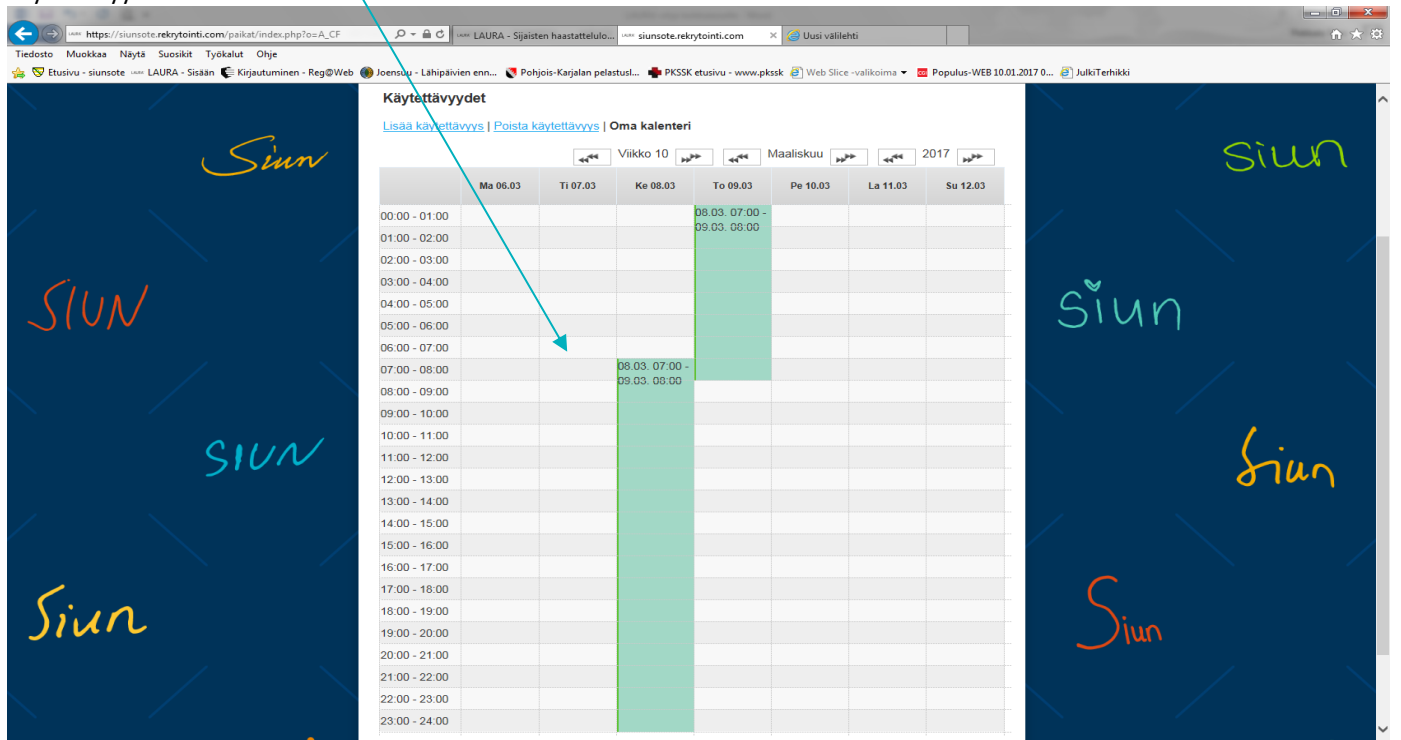 https://siunsote.rekrytointi.com/paikat/index.php?o=A_CF
LAURA - Sijaisten haastattelulo...
siunsote.rekrytointi.com
Uusi välilehti
Tiedosto Muokkaa Näytä Suosikit Työkalut Ohje
Etusivu - siunsote LAURA - Sisään Kirjautuminen - Reg@Web Joensuu - Lähipäivien enn... Pohjois-Karjalan pelastusl... PKSSK etusivu - www.pkssk Web Slice -valikoima Populus-WEB 10.01.2017 0... JulkiTerhikki
Käytettävyydet
Lisää käytettävyys | Poista käytettävyys | Oma kalenteri
Viikko 10 Maaliskuu 2017
Ma 06.03 Ti 07.03 Ke 08.03 To 09.03 Pe 10.03 La 11.03 Su 12.03
00:00 - 01:00 08.03. 07:00 -
09.03. 08:00
01:00 - 02:00
02:00 - 03:00
03:00 - 04:00
04:00 - 05:00
05:00 - 06:00
06:00 - 07:00
07:00 - 08:00 08.03. 07:00 -
09.03. 08:00
08:00 - 09:00
09:00 - 10:00
10:00 - 11:00
11:00 - 12:00
12:00 - 13:00
13:00 - 14:00
14:00 - 15:00
15:00 - 16:00
16:00 - 17:00
17:00 - 18:00
18:00 - 19:00
19:00 - 20:00
20:00 - 21:00
21:00 - 22:00
22:00 - 23:00
23:00 - 24:00
Siun
SIUN
SIUN
Siun
siun
siun
Siun
Siun